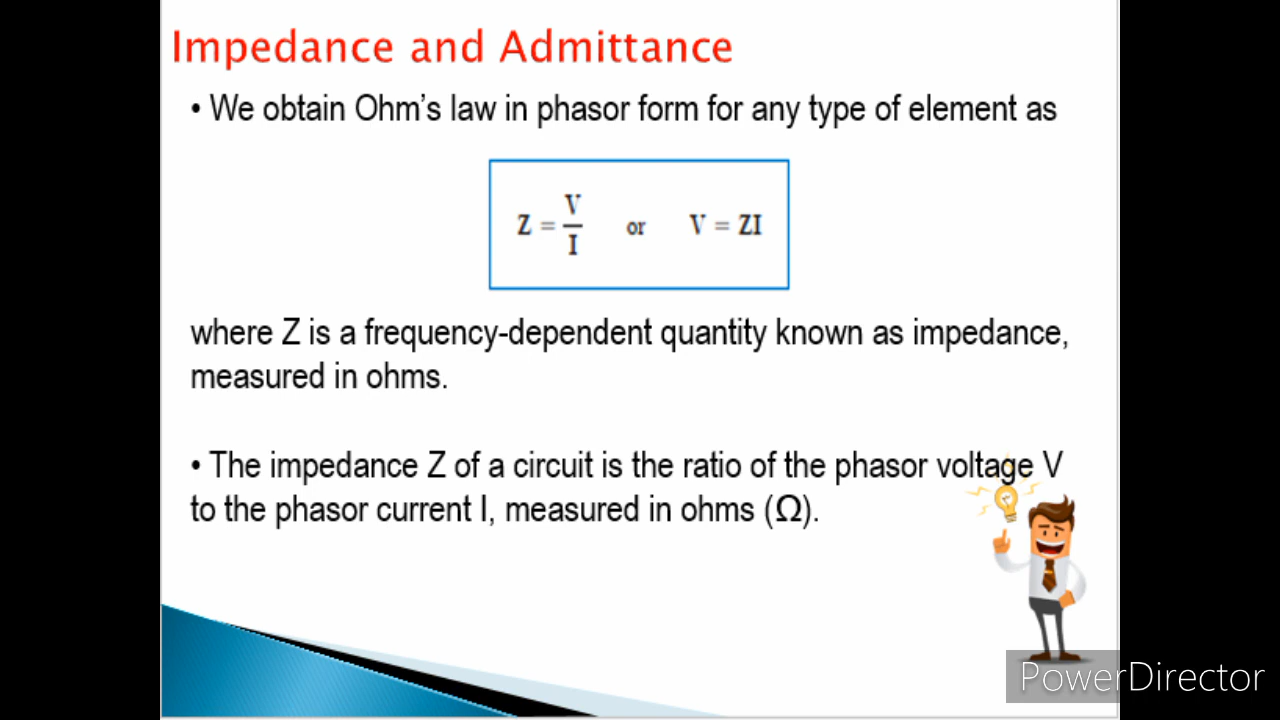 Impedance and Admittance
• We obtain Ohm’s law in phasor form for any type of element as
Z = V/I or V = ZI
where Z is a frequency-dependent quantity known as impedance,
measured in ohms.
• The impedance Z of a circuit is the ratio of the phasor voltage V
to the phasor current I, measured in ohms (Ω).
PowerDirector